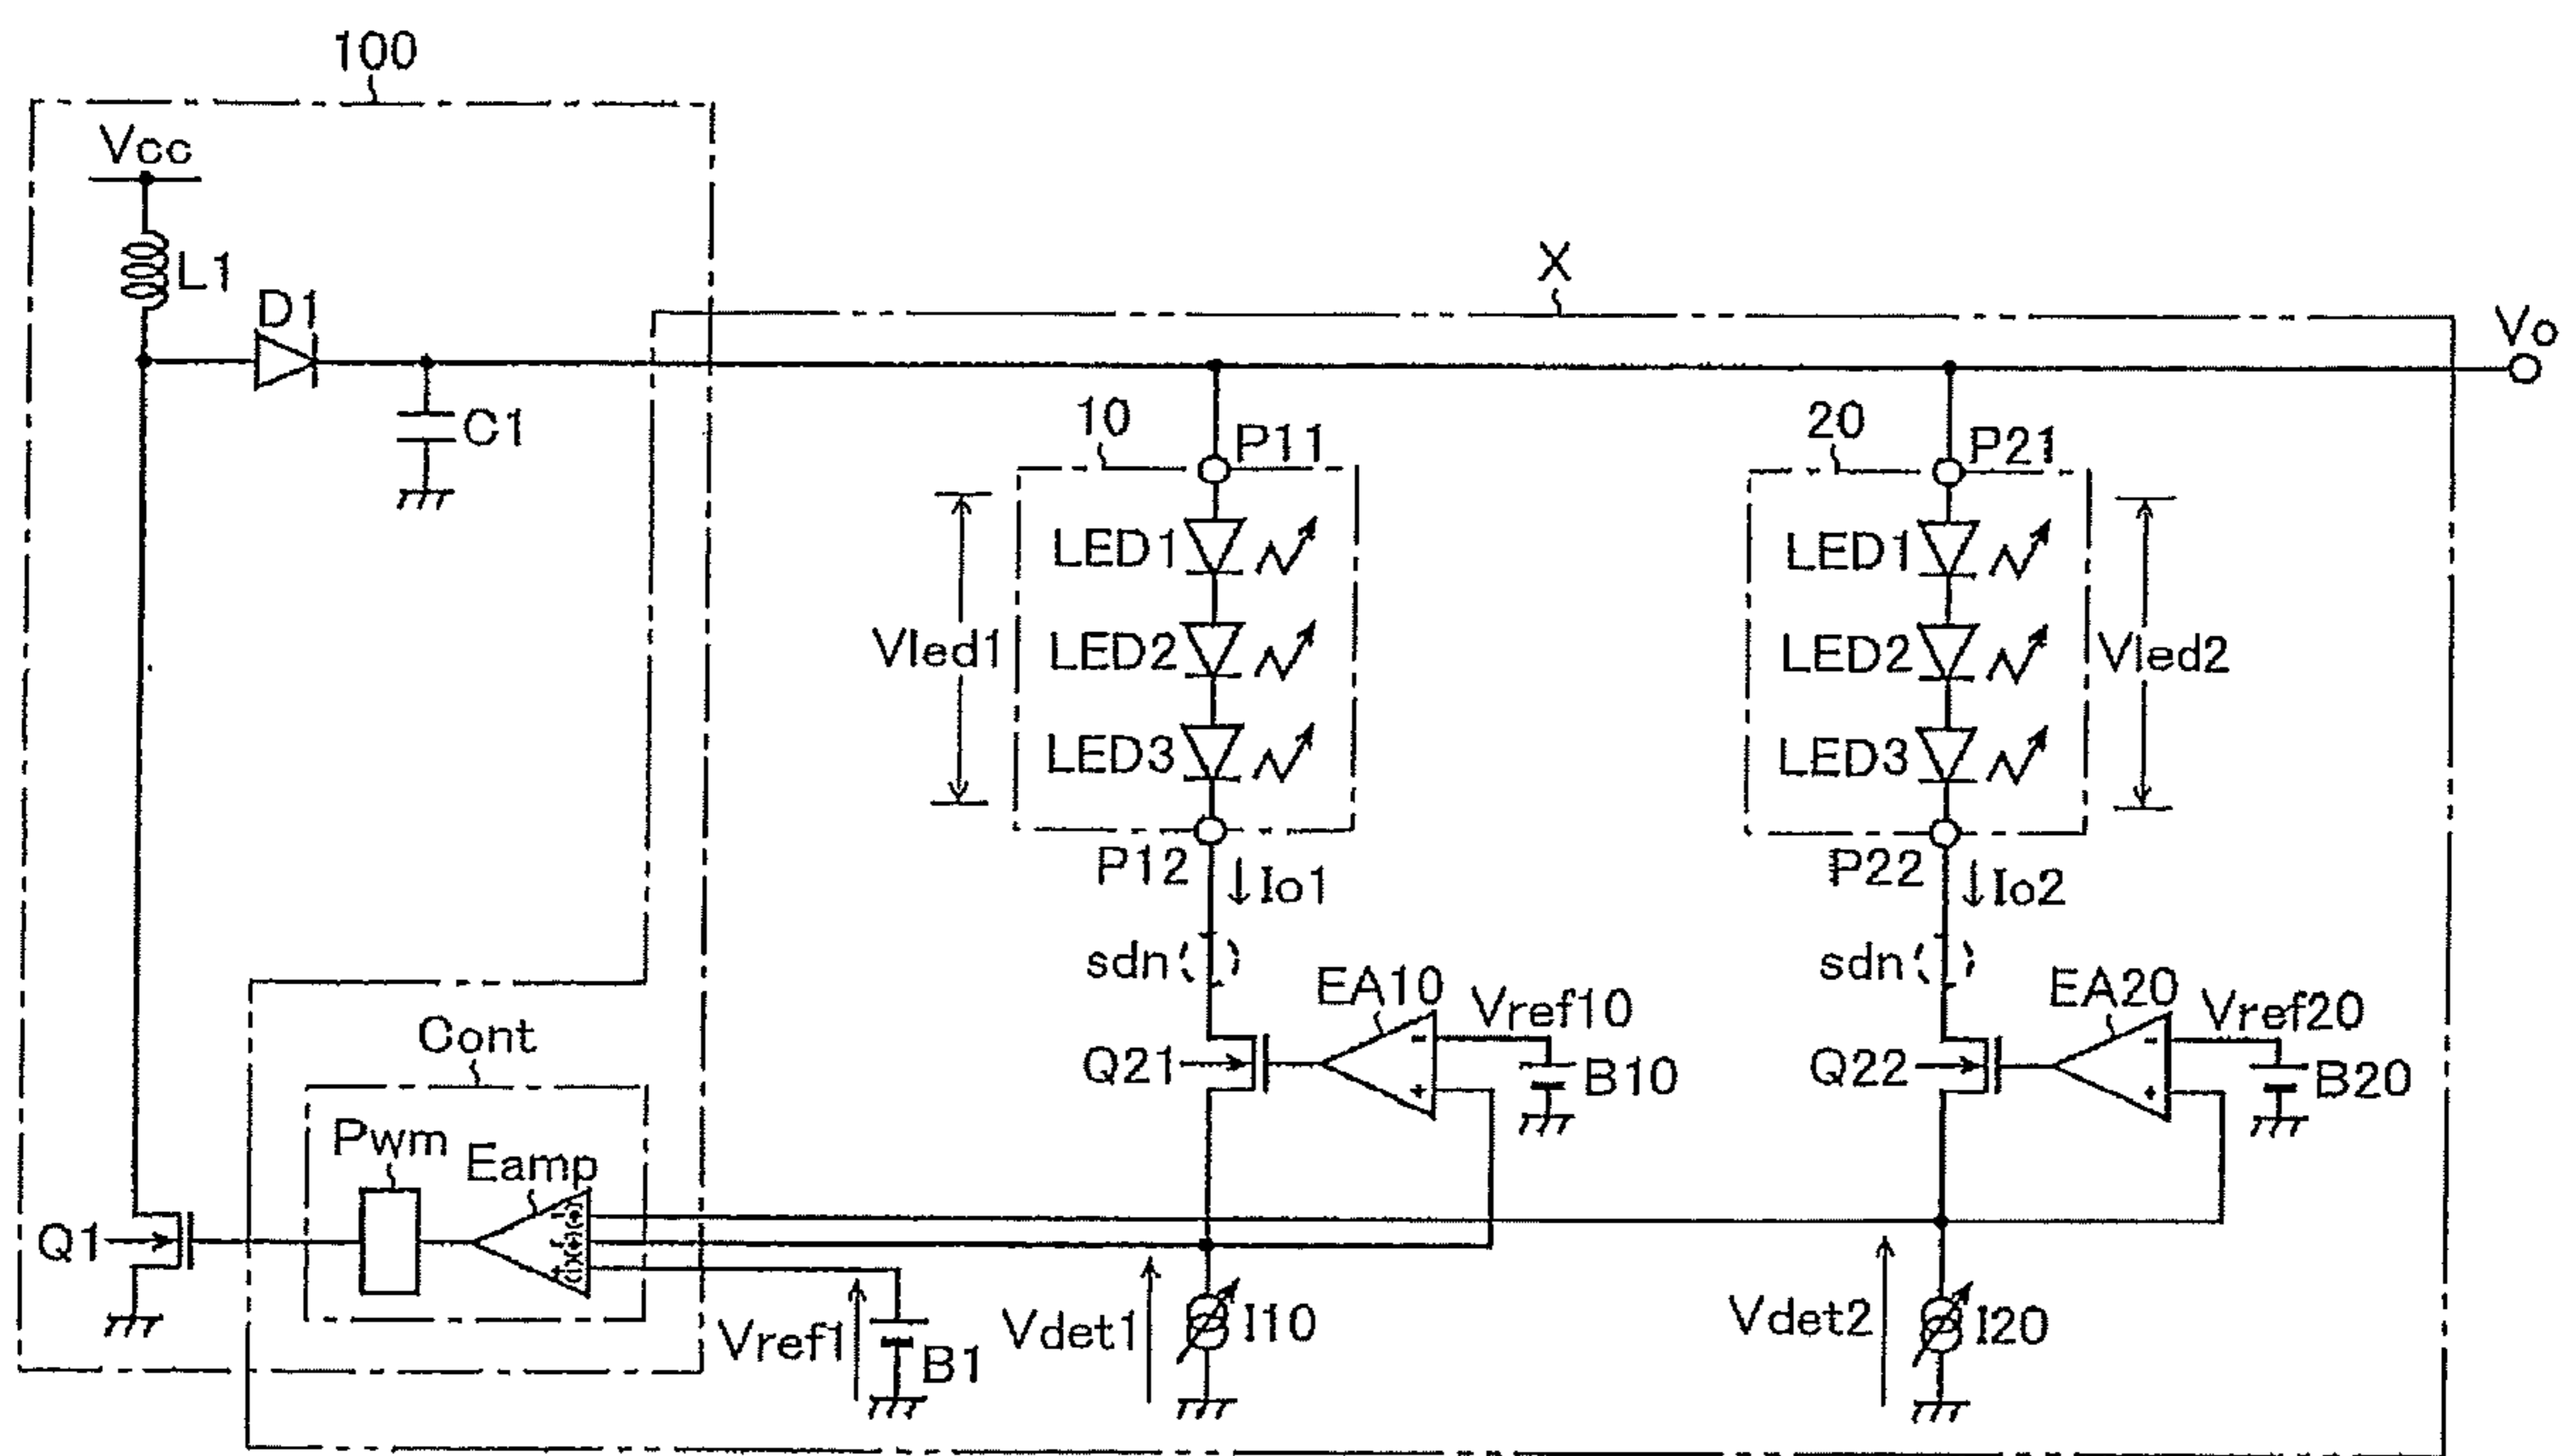 100
Vcc
L1
D1
C1
X
Vo
10
P11
20
P21
LED1
LED2
LED3
Vled1
LED1
LED2
LED3
Vled2
P12
Io1
P22
Io2
sdn
sdn
EA10
Vref10
Q21
- +
B10
EA20
Vref20
Q22
- +
B20
Cont
Pwm
Eamp
Q1
Vref1
B1
Vdet1
I10
Vdet2
I20